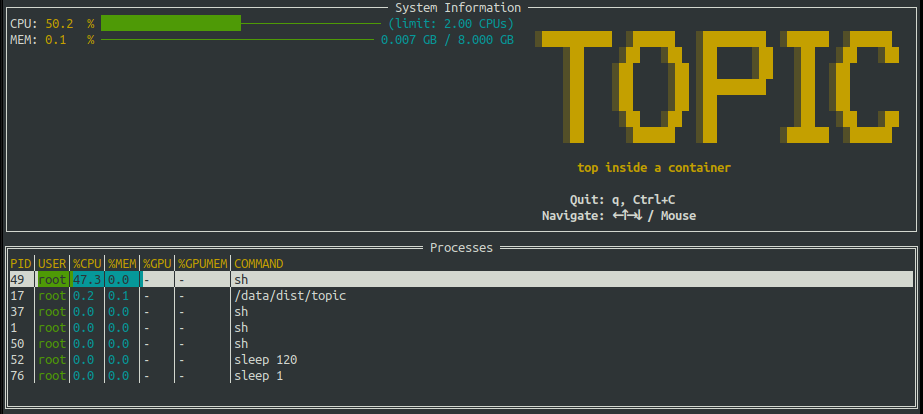 System Information
CPU: 50.2 % (limit: 2.00 CPUs)
MEM: 0.1 % 0.007 GB / 8.000 GB
TOPIC
top inside a container
Quit: q, Ctrl+C
Navigate: ←↑→↓ / Mouse
Processes
PID USER %CPU %MEM %GPU %GPUMEM COMMAND
49 root 47.3 0.0 - - sh
17 root 0.2 0.1 - - /data/dist/topic
37 root 0.0 0.0 - - sh
1 root 0.0 0.0 - - sh
50 root 0.0 0.0 - - sh
52 root 0.0 0.0 - - sleep 120
76 root 0.0 0.0 - - sleep 1